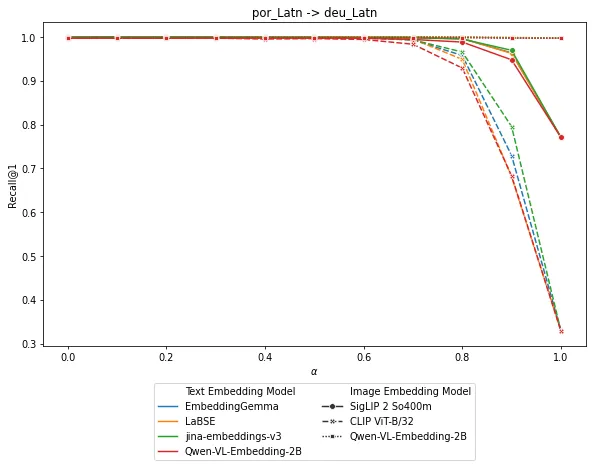 por_Latn -> deu_Latn
1.0
0.9
0.8
0.7
0.6
0.5
0.4
0.3
Recall@1
0.0 0.2 0.4 0.6 0.8 1.0
α
Text Embedding Model Image Embedding Model
EmbeddingGemma SigLIP 2 So400m
LaBSE CLIP ViT-B/32
jina-embeddings-v3 Qwen-VL-Embedding-2B
Qwen-VL-Embedding-2B